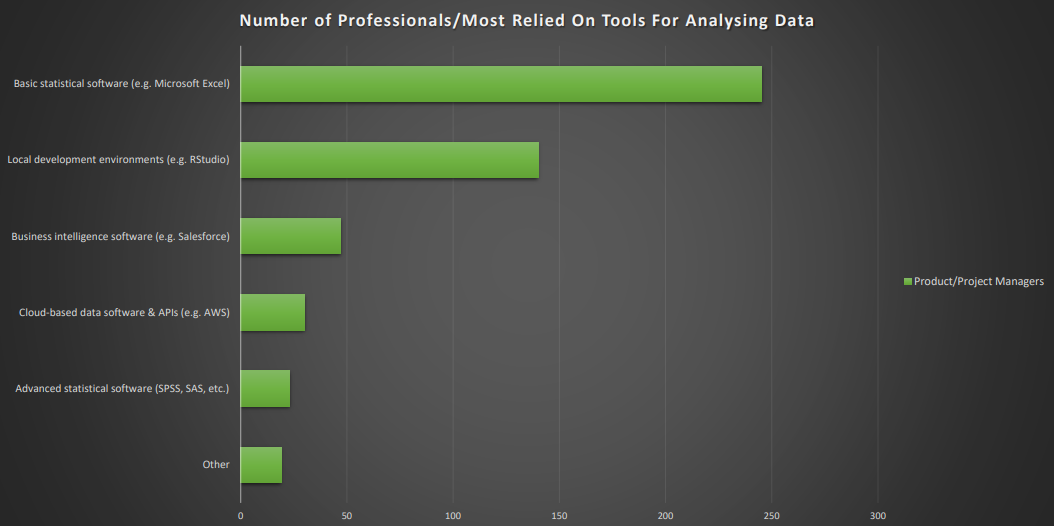 Number of Professionals/Most Relied On Tools For Analysing Data
Basic statistical software (e.g. Microsoft Excel)
Local development environments (e.g. RStudio)
Business intelligence software (e.g. Salesforce)
Product/Project Managers
Cloud-based data software & APIs (e.g. AWS)
Advanced statistical software (SPSS, SAS, etc.)
Other
0 50 100 150 200 250 300